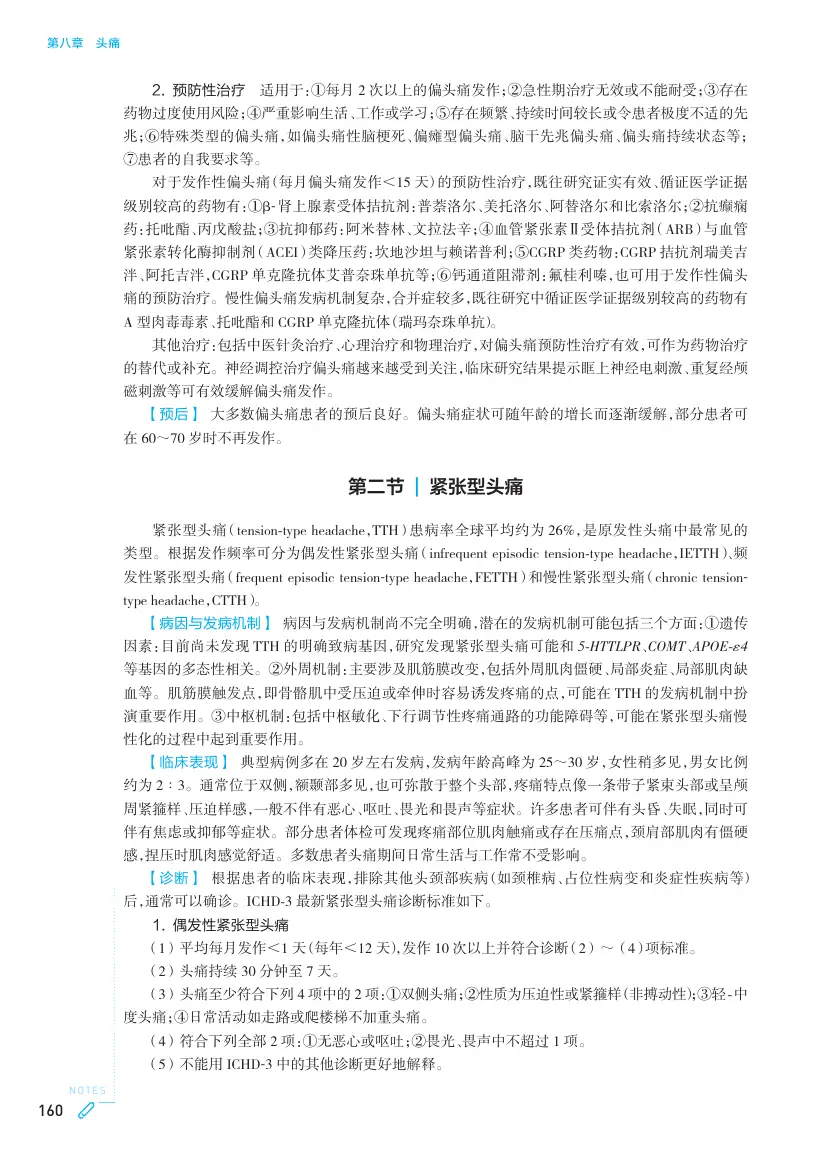 第八章 头痛
2. 预防性治疗 适用于:①每月 2 次以上的偏头痛发作;②急性期治疗无效或不能耐受;③存在
药物过度使用风险;④严重影响生活、工作或学习;⑤存在频繁、持续时间较长或令患者极度不适的先
兆;⑥特殊类型的偏头痛,如偏头痛性脑梗死、偏瘫型偏头痛、脑干先兆偏头痛、偏头痛持续状态等;
⑦患者的自我要求等。
对于发作性偏头痛(每月偏头痛发作<15 天)的预防性治疗,既往研究证实有效、循证医学证据
级别较高的药物有:①β-肾上腺素受体拮抗剂:普萘洛尔、美托洛尔、阿替洛尔和比索洛尔;②抗癫痫
药:托吡酯、丙戊酸盐;③抗抑郁药:阿米替林、文拉法辛;④血管紧张素Ⅱ受体拮抗剂(ARB)与血管
紧张素转化酶抑制剂(ACEI)类降压药:坎地沙坦与赖诺普利;⑤CGRP 类药物:CGRP 拮抗剂瑞美吉
泮、阿托吉泮,CGRP 单克隆抗体艾普奈珠单抗等;⑥钙通道阻滞剂:氟桂利嗪,也可用于发作性偏头
痛的预防治疗。慢性偏头痛发病机制复杂,合并症较多,既往研究中循证医学证据级别较高的药物有
A 型肉毒毒素、托吡酯和 CGRP 单克隆抗体(瑞玛奈珠单抗)。
其他治疗:包括中医针灸治疗、心理治疗和物理治疗,对偏头痛预防性治疗有效,可作为药物治疗
的替代或补充。神经调控治疗偏头痛越来越受到关注,临床研究结果提示眶上神经电刺激、重复经颅
磁刺激等可有效缓解偏头痛发作。
【预后】 大多数偏头痛患者的预后良好。偏头痛症状可随年龄的增长而逐渐缓解,部分患者可
在 60～70 岁时不再发作。
第二节 | 紧张型头痛
紧张型头痛(tension-type headache,TTH)患病率全球平均约为 26%,是原发性头痛中最常见的
类型。根据发作频率可分为偶发性紧张型头痛(infrequent episodic tension-type headache,IETTH)、频
发性紧张型头痛(frequent episodic tension-type headache,FETTH)和慢性紧张型头痛(chronic tension-
type headache,CTTH)。
【病因与发病机制】 病因与发病机制尚不完全明确,潜在的发病机制可能包括三个方面:①遗传
因素:目前尚未发现 TTH 的明确致病基因,研究发现紧张型头痛可能和 5-HTTLPR、COMT、APOE-ε4
等基因的多态性相关。②外周机制:主要涉及肌筋膜改变,包括外周肌肉僵硬、局部炎症、局部肌肉缺
血等。肌筋膜触发点,即骨骼肌中受压迫或牵伸时容易诱发疼痛的点,可能在 TTH 的发病机制中扮
演重要作用。③中枢机制:包括中枢敏化、下行调节性疼痛通路的功能障碍等,可能在紧张型头痛慢
性化的过程中起到重要作用。
【临床表现】 典型病例多在 20 岁左右发病,发病年龄高峰为 25～30 岁,女性稍多见,男女比例
约为 2∶3。通常位于双侧,额颞部多见,也可弥散于整个头部,疼痛特点像一条带子紧束头部或呈颅
周紧箍样、压迫样感,一般不伴有恶心、呕吐、畏光和畏声等症状。许多患者可伴有头昏、失眠,同时可
伴有焦虑或抑郁等症状。部分患者体检可发现疼痛部位肌肉触痛或存在压痛点,颈肩部肌肉有僵硬
感,捏压时肌肉感觉舒适。多数患者头痛期间日常生活与工作常不受影响。
【诊断】 根据患者的临床表现,排除其他头颈部疾病(如颈椎病、占位性病变和炎症性疾病等)
后,通常可以确诊。ICHD-3 最新紧张型头痛诊断标准如下。
1. 偶发性紧张型头痛
(1)平均每月发作<1 天(每年<12 天),发作 10 次以上并符合诊断(2)～(4)项标准。
(2)头痛持续 30 分钟至 7 天。
(3)头痛至少符合下列 4 项中的 2 项:①双侧头痛;②性质为压迫性或紧箍样(非搏动性);③轻-中
度头痛;④日常活动如走路或爬楼梯不加重头痛。
(4)符合下列全部 2 项:①无恶心或呕吐;②畏光、畏声中不超过 1 项。
(5)不能用 ICHD-3 中的其他诊断更好地解释。
NOTES
160